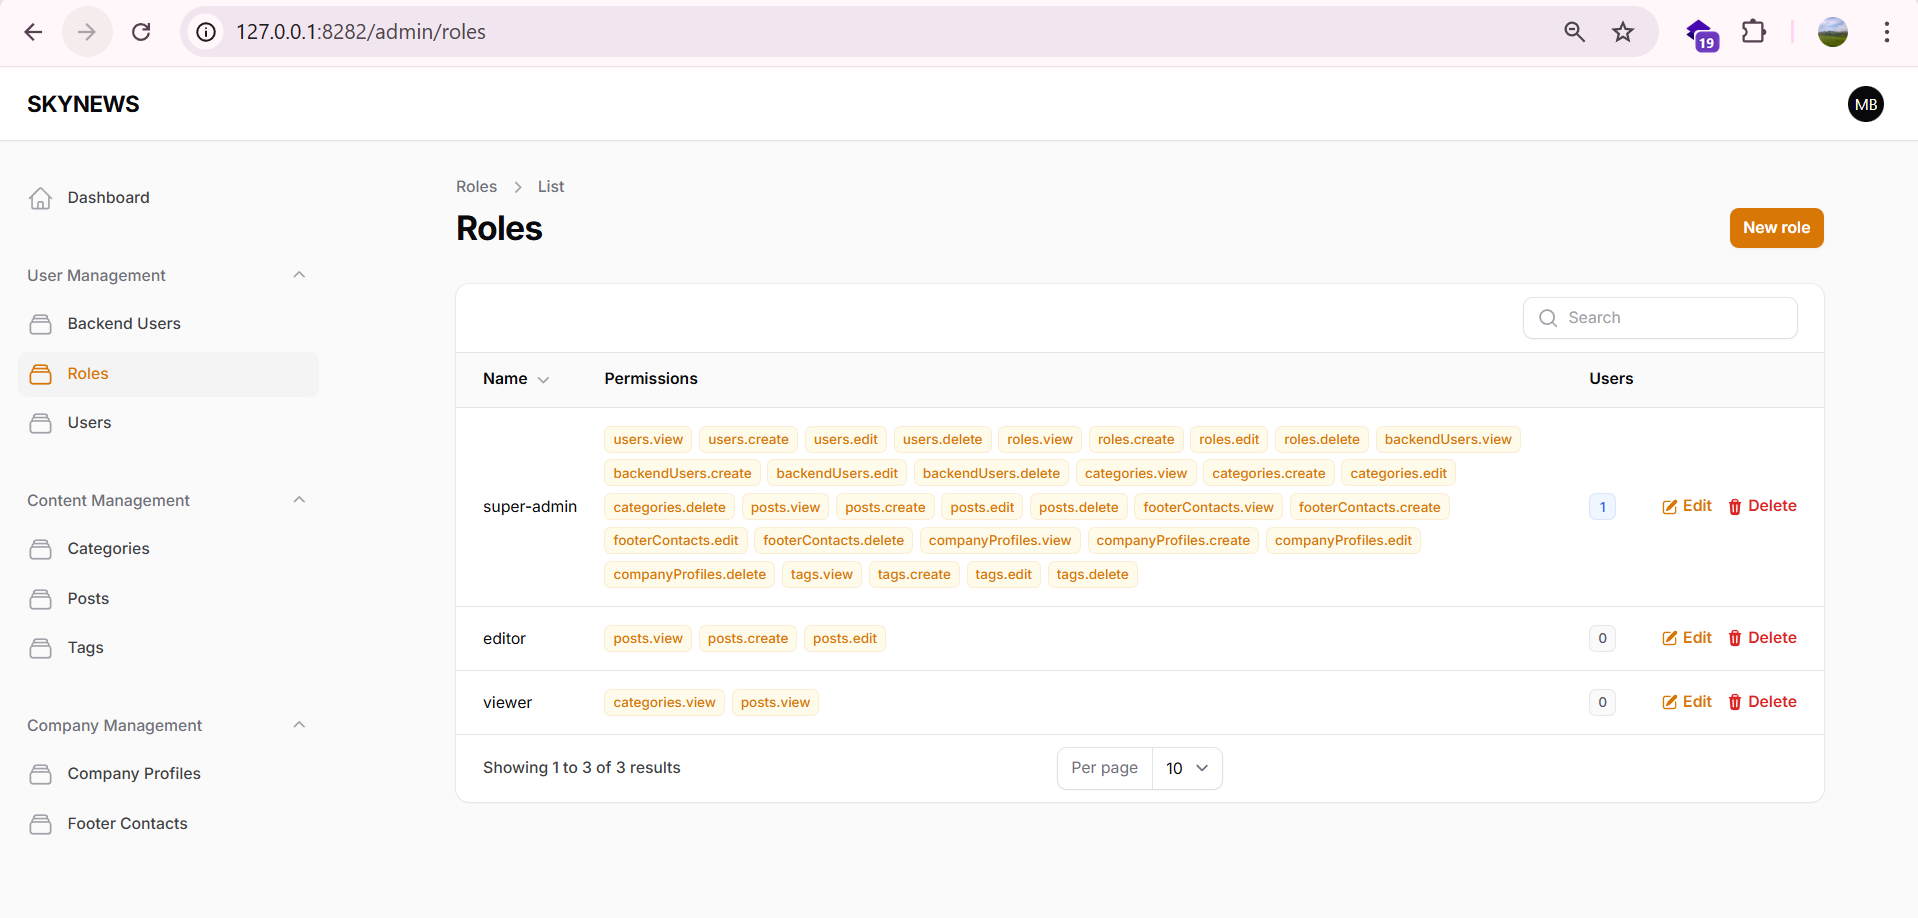 127.0.0.1:8282/admin/roles
19
SKYNEWS
MB
Dashboard
User Management
Backend Users
Roles
Users
Content Management
Categories
Posts
Tags
Company Management
Company Profiles
Footer Contacts
Roles > List
Roles
New role
Search
Name Permissions Users
super-admin
users.view users.create users.edit users.delete roles.view roles.create roles.edit roles.delete backendUsers.view
backendUsers.create backendUsers.edit backendUsers.delete categories.view categories.create categories.edit
categories.delete posts.view posts.create posts.edit posts.delete footerContacts.view footerContacts.create
footerContacts.edit footerContacts.delete companyProfiles.view companyProfiles.create companyProfiles.edit
companyProfiles.delete tags.view tags.create tags.edit tags.delete
1 Edit Delete
editor posts.view posts.create posts.edit 0 Edit Delete
viewer categories.view posts.view 0 Edit Delete
Showing 1 to 3 of 3 results Per page 10